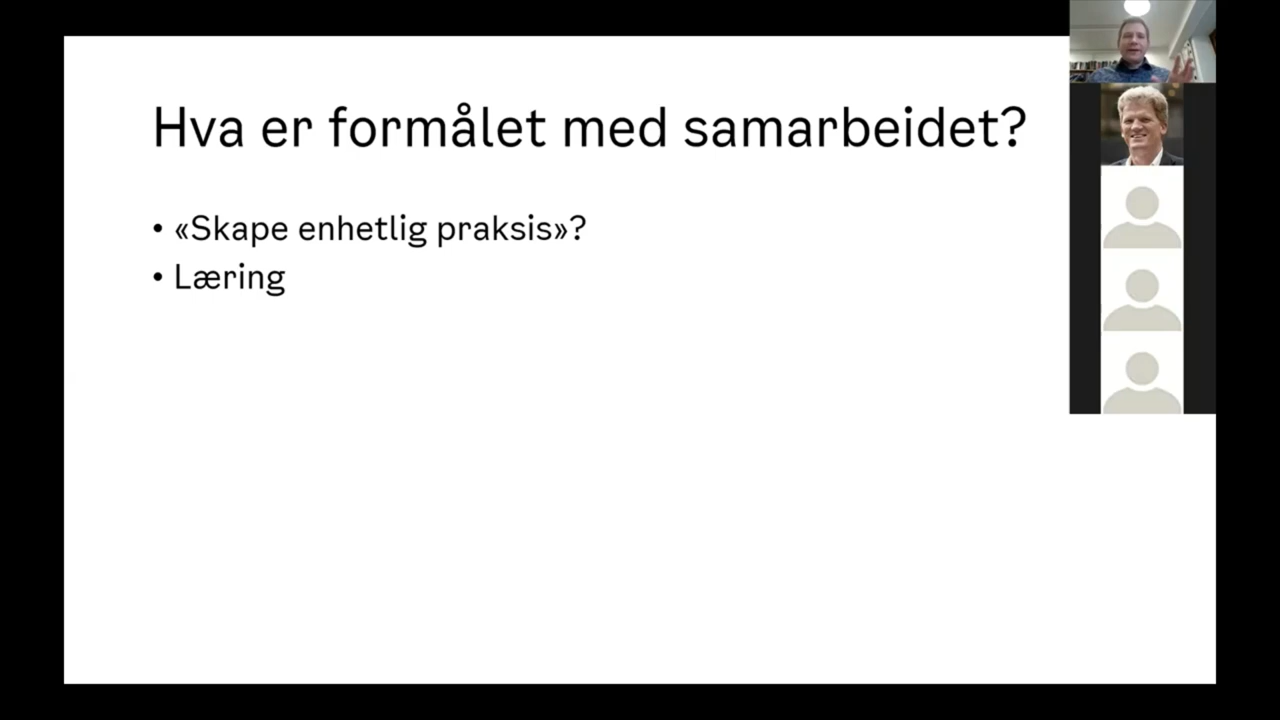 Hva er formålet med samarbeidet?
• «Skape enhetlig praksis»?
• Læring